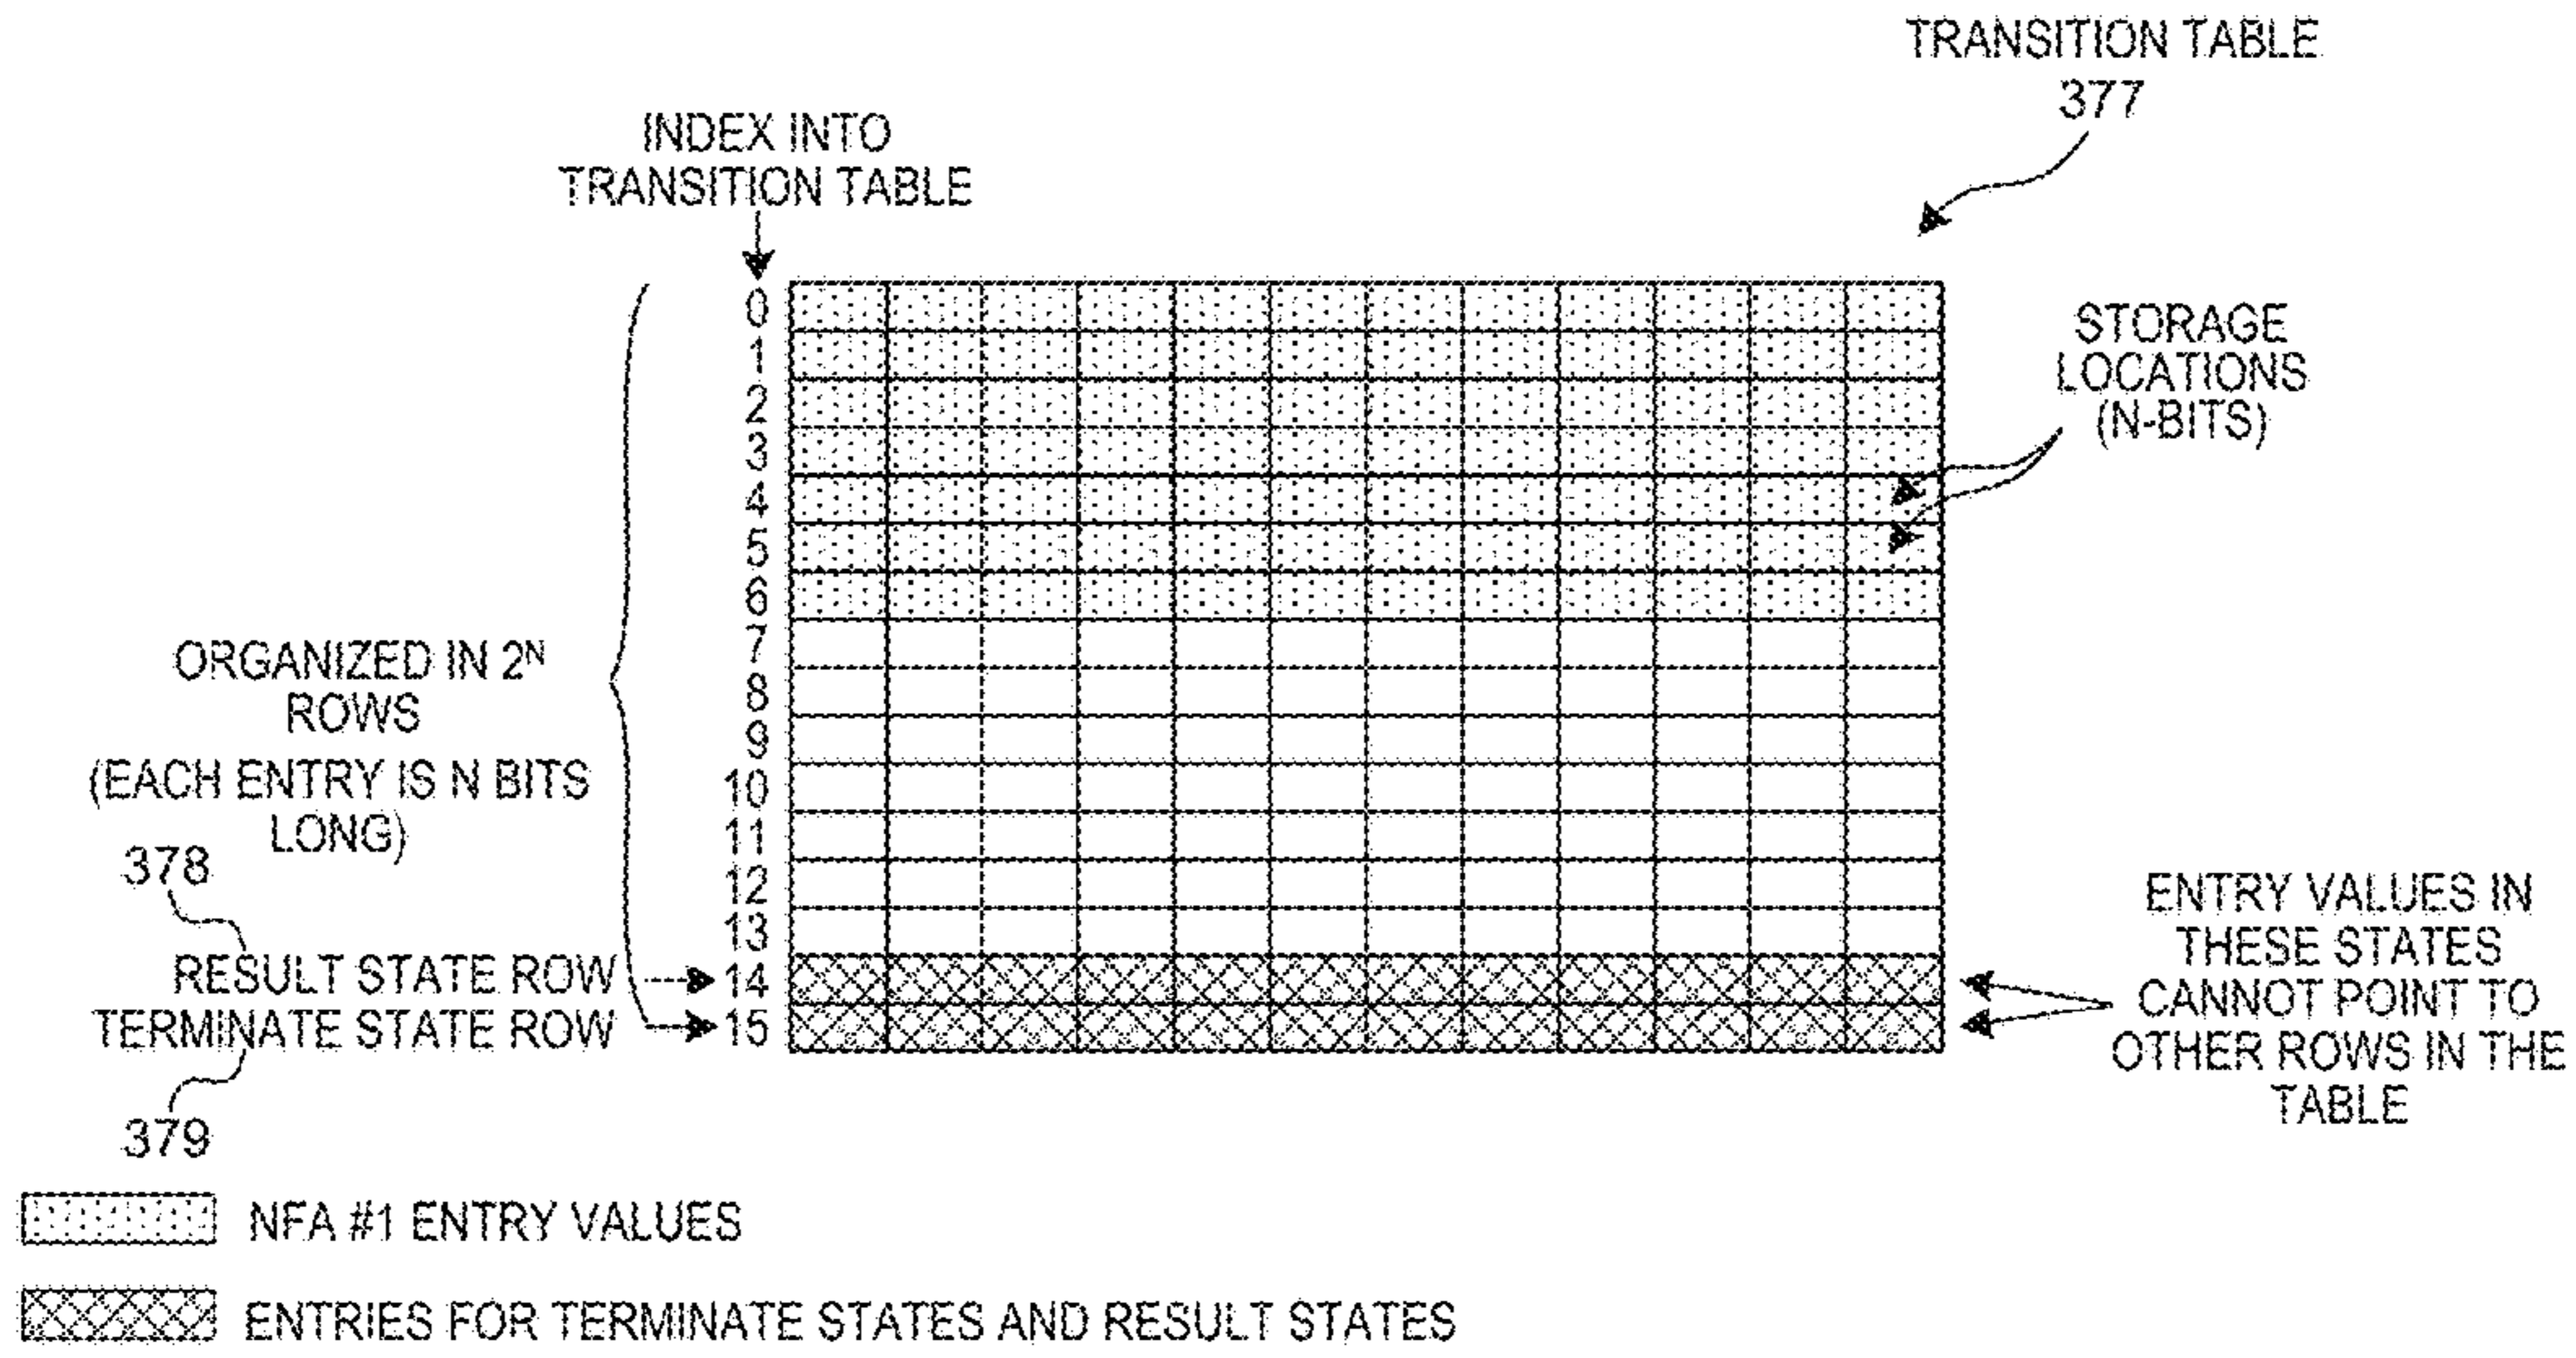 TRANSITION TABLE
377
INDEX INTO
TRANSITION TABLE
0
1
2
3
4
5
6
7
8
9
10
11
12
13
14
15
STORAGE
LOCATIONS
(N-BITS)
ORGANIZED IN 2ᴺ
ROWS
(EACH ENTRY IS N BITS
LONG)
378
RESULT STATE ROW
TERMINATE STATE ROW
379
ENTRY VALUES IN
THESE STATES
CANNOT POINT TO
OTHER ROWS IN THE
TABLE
NFA #1 ENTRY VALUES
ENTRIES FOR TERMINATE STATES AND RESULT STATES